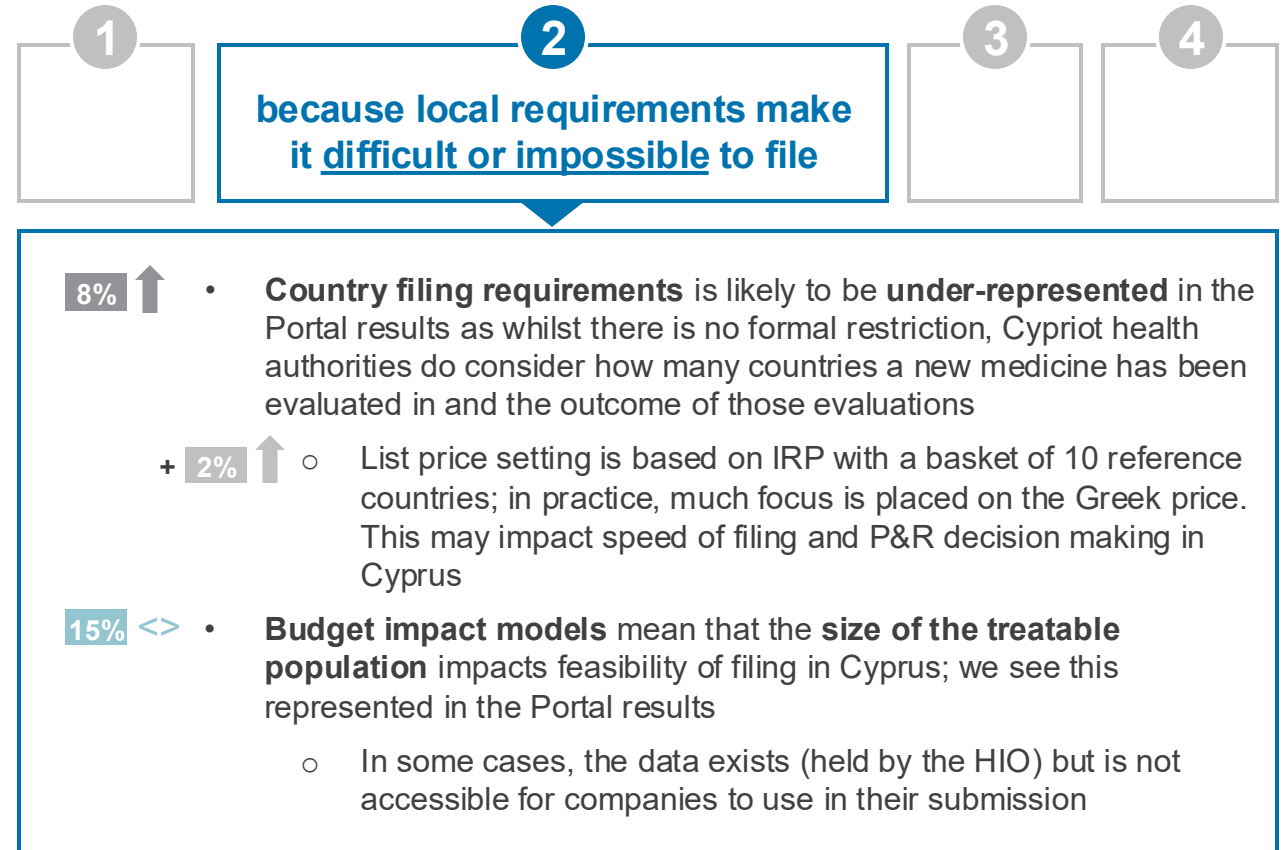 1
2
3
4
because local requirements make
it difficult or impossible to file
8%
• Country filing requirements is likely to be under-represented in the
Portal results as whilst there is no formal restriction, Cypriot health
authorities do consider how many countries a new medicine has been
evaluated in and the outcome of those evaluations
+ 2%
○ List price setting is based on IRP with a basket of 10 reference
countries; in practice, much focus is placed on the Greek price.
This may impact speed of filing and P&R decision making in
Cyprus
15% <>
• Budget impact models mean that the size of the treatable
population impacts feasibility of filing in Cyprus; we see this
represented in the Portal results
○ In some cases, the data exists (held by the HIO) but is not
accessible for companies to use in their submission